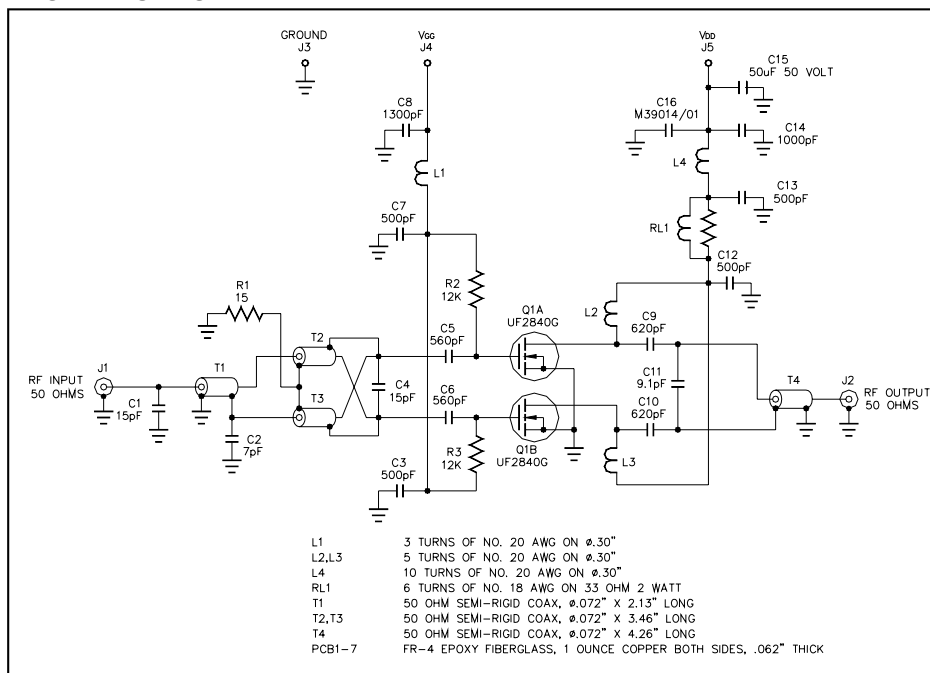 GROUND
J3
VGG
J4
VDD
J5
C15
50uF 50 VOLT
C8
1300pF
C16
M39014/01
C14
1000pF
L1
L4
C13
500pF
C7
500pF
RL1
C12
500pF
R1
15
R2
12K
Q1A
UF2840G
L2
C9
620pF
T2
C5
560pF
J1
RF INPUT
50 OHMS
T1
C1
15pF
T3
C4
15pF
C6
560pF
C11
9.1pF
C10
620pF
T4
J2
RF OUTPUT
50 OHMS
C2
7pF
R3
12K
Q1B
UF2840G
L3
C3
500pF
L1 3 TURNS OF NO. 20 AWG ON ø.30"
L2,L3 5 TURNS OF NO. 20 AWG ON ø.30"
L4 10 TURNS OF NO. 20 AWG ON ø.30"
RL1 6 TURNS OF NO. 18 AWG ON 33 OHM 2 WATT
T1 50 OHM SEMI-RIGID COAX, ø.072" X 2.13" LONG
T2,T3 50 OHM SEMI-RIGID COAX, ø.072" X 3.46" LONG
T4 50 OHM SEMI-RIGID COAX, ø.072" X 4.26" LONG
PCB1-7 FR-4 EPOXY FIBERGLASS, 1 OUNCE COPPER BOTH SIDES, .062" THICK